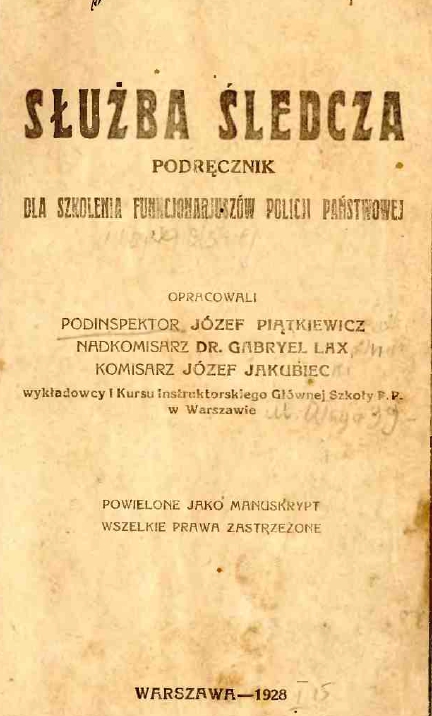 SŁUŻBA ŚLEDCZA
PODRĘCZNIK
DLA SZKOLENIA FUNKCJONARJUSZÓW POLICJI PAŃSTWOWEJ
OPRACOWALI
PODINSPEKTOR JÓZEF PIĄTKIEWICZ
NADKOMISARZ DR. GABRYEL LAX
KOMISARZ JÓZEF JAKUBIEC
wykładowcy I Kursu Instruktorskiego Głównej Szkoły P. P.
w Warszawie
POWIELONE JAKO MANUSKRYPT
WSZELKIE PRAWA ZASTRZEŻONE
WARSZAWA—1928